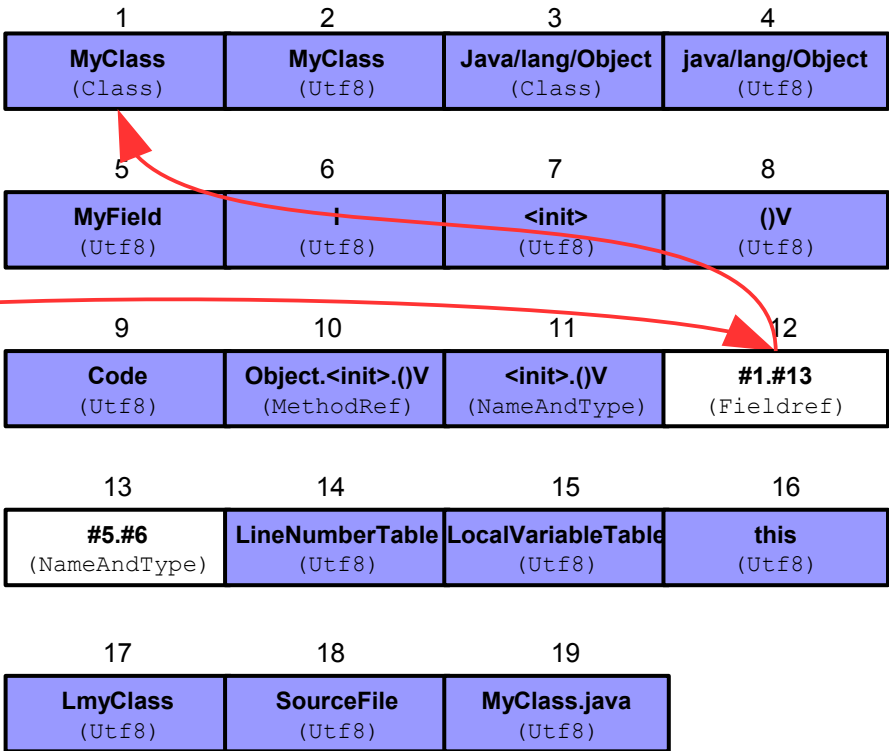 1 2 3 4
MyClass MyClass Java/lang/Object java/lang/Object
(Class) (Utf8) (Class) (Utf8)
5 6 7 8
MyField I <init> ()V
(Utf8) (Utf8) (Utf8) (Utf8)
9 10 11 12
Code Object.<init>.()V <init>.()V #1.#13
(Utf8) (MethodRef) (NameAndType) (Fieldref)
13 14 15 16
#5.#6 LineNumberTable LocalVariableTable this
(NameAndType) (Utf8) (Utf8) (Utf8)
17 18 19
LmyClass SourceFile MyClass.java
(Utf8) (Utf8) (Utf8)